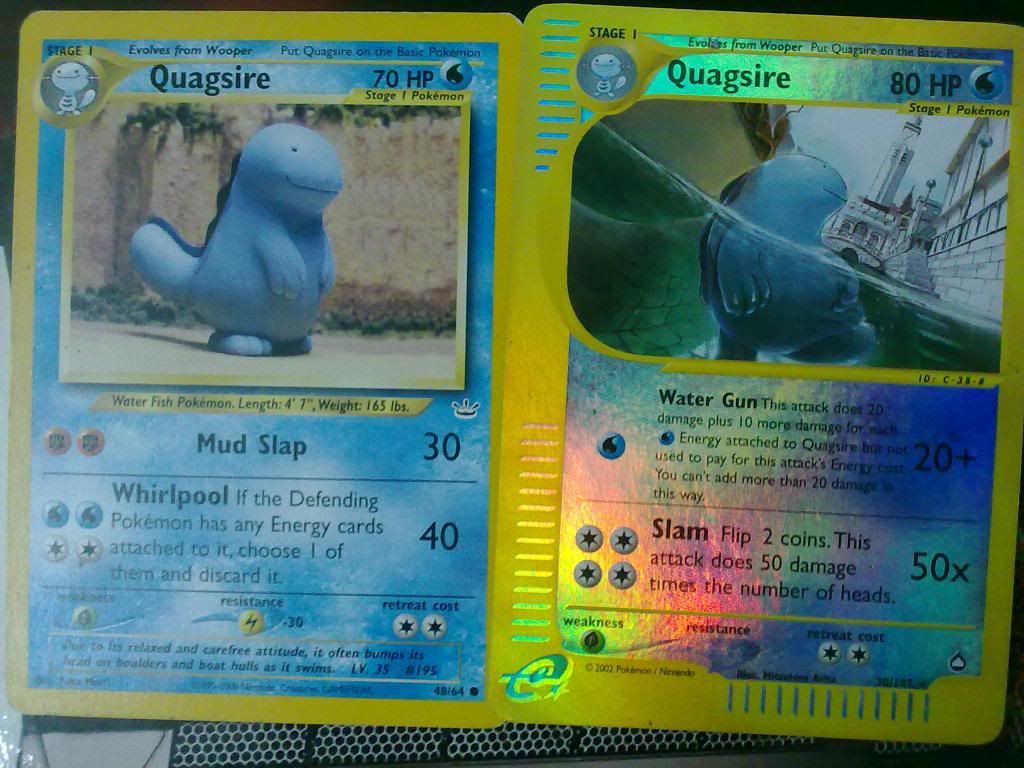 STAGE 1 Evolves from Wooper Put Quagsire on the Basic Pokémon
Quagsire 70 HP
Stage 1 Pokémon
Water Fish Pokémon. Length: 4' 7", Weight: 165 lbs.
Mud Slap 30
Whirlpool If the Defending
Pokémon has any Energy cards
attached to it, choose 1 of
them and discard it.
40
weakness resistance retreat cost
-30
Due to its relaxed and carefree attitude, it often bumps its
head on boulders and boat hulls as it swims. LV. 35 #195
48/64
STAGE 1 Evolves from Wooper Put Quagsire on the Basic Pokémon
Quagsire 80 HP
Stage 1 Pokémon
ID: C-38-#
Water Gun This attack does 20
damage plus 10 more damage for each
Energy attached to Quagsire but not
used to pay for this attack's Energy cost.
You can't add more than 20 damage in
this way.
20+
Slam Flip 2 coins. This
attack does 50 damage
times the number of heads.
50x
weakness resistance retreat cost
© 2002 Pokémon / Nintendo
Illus. Mitsuhiro Arita
e